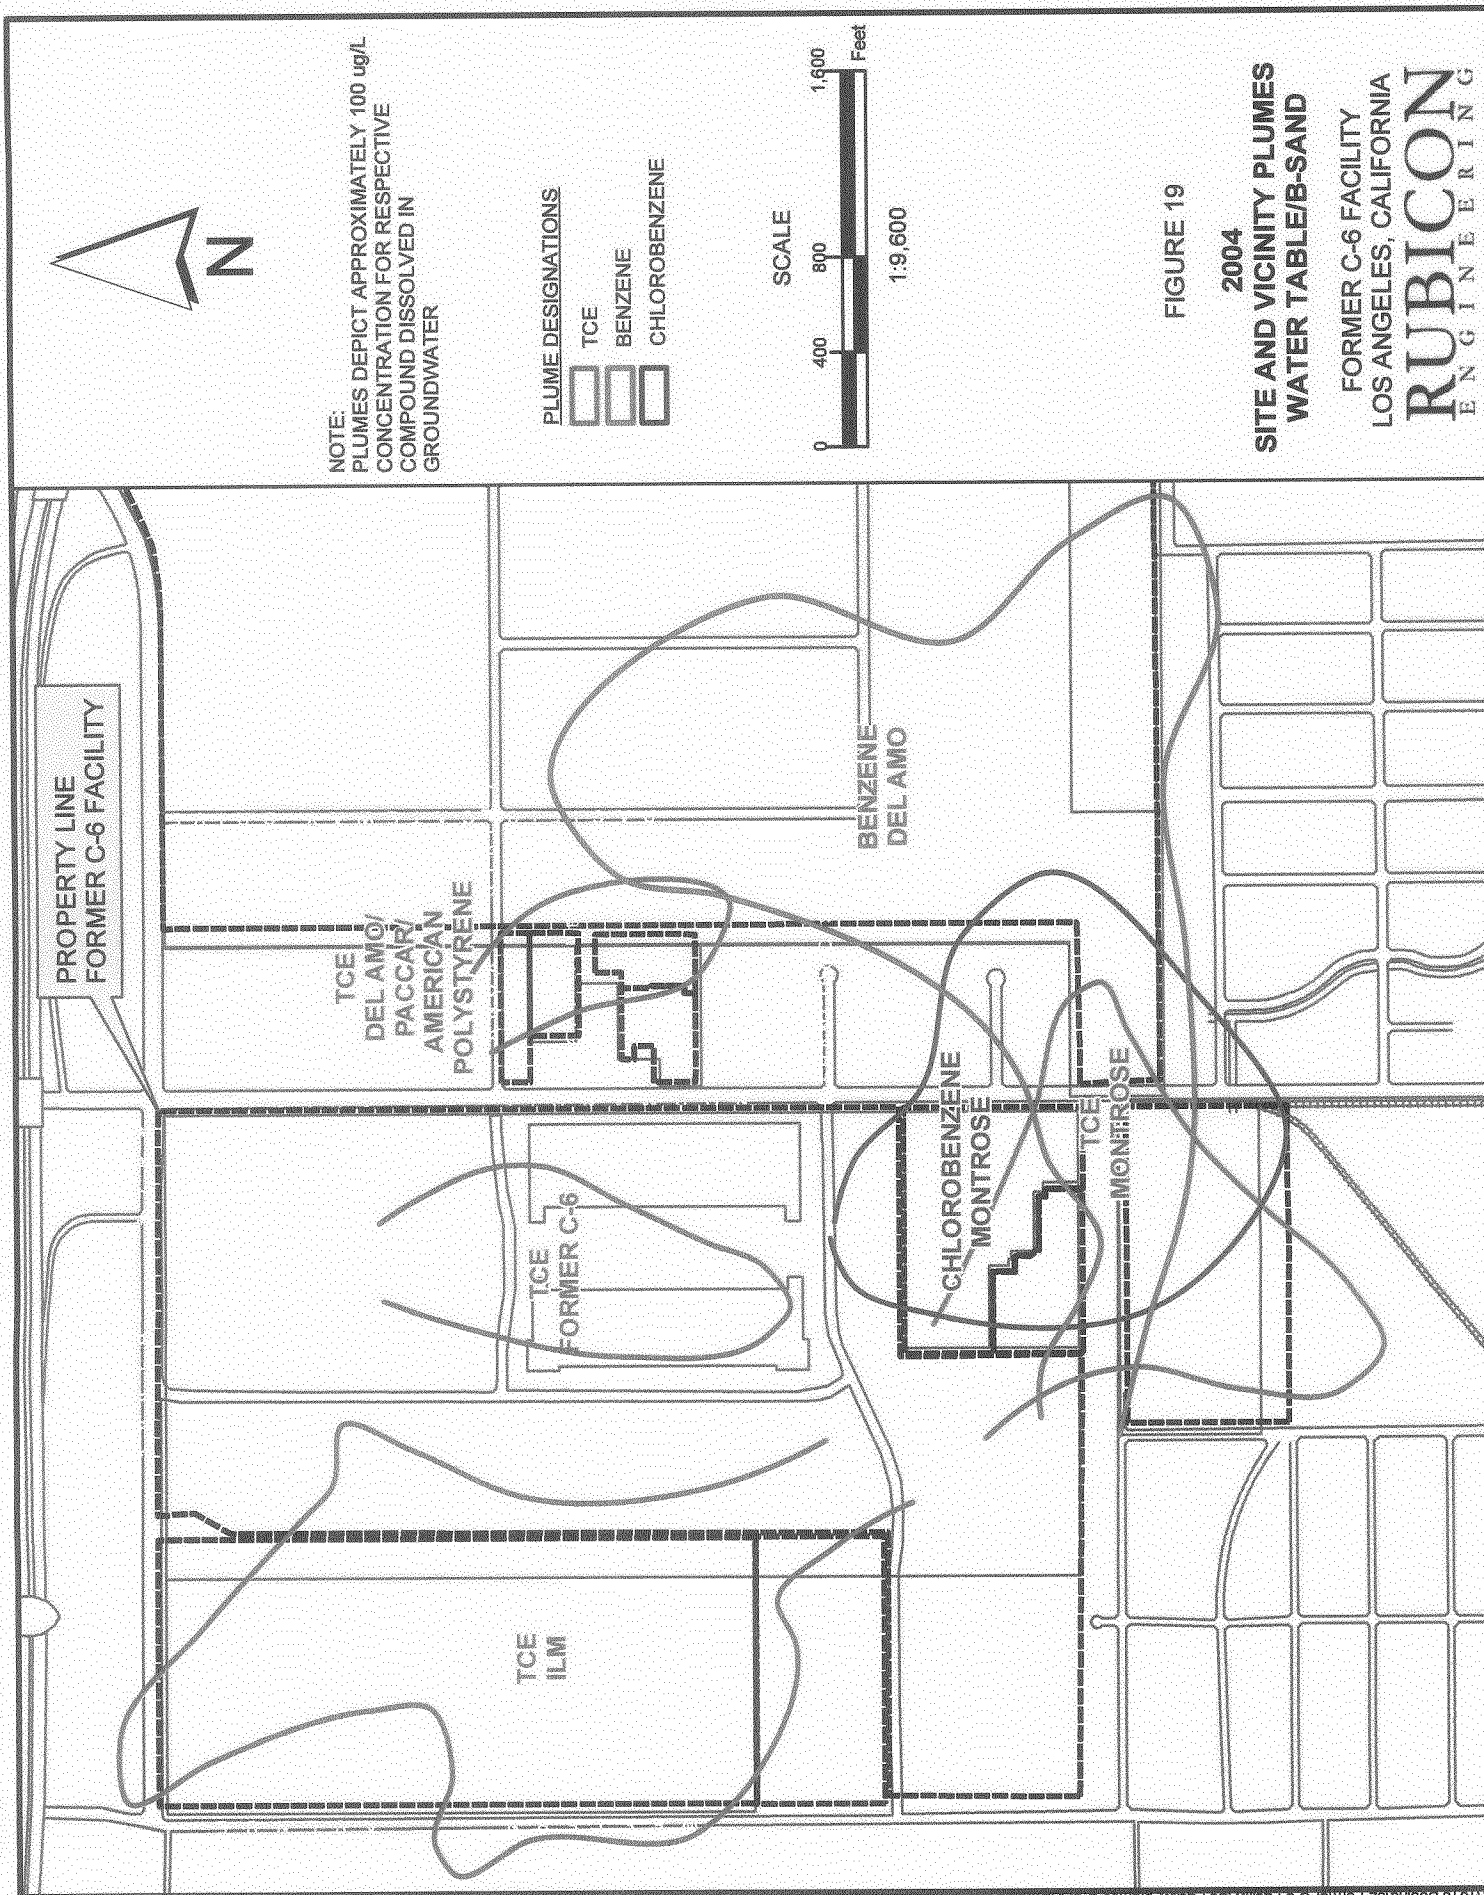 PROPERTY LINE
FORMER C-6 FACILITY
TCE
DEL AMO/
PACCAR/
AMERICAN
POLYSTYRENE
BENZENE
DEL AMO
TCE
FORMER C-6
CHLOROBENZENE
MONTROSE
TCE
MONTROSE
TCE
ILM
N
NOTE:
PLUMES DEPICT APPROXIMATELY 100 ug/L
CONCENTRATION FOR RESPECTIVE
COMPOUND DISSOLVED IN
GROUNDWATER
PLUME DESIGNATIONS
TCE
BENZENE
CHLOROBENZENE
SCALE
0 400 800 1,600
Feet
1:9,600
FIGURE 19
2004
SITE AND VICINITY PLUMES
WATER TABLE/B-SAND
FORMER C-6 FACILITY
LOS ANGELES, CALIFORNIA
RUBICON
ENGINEERING